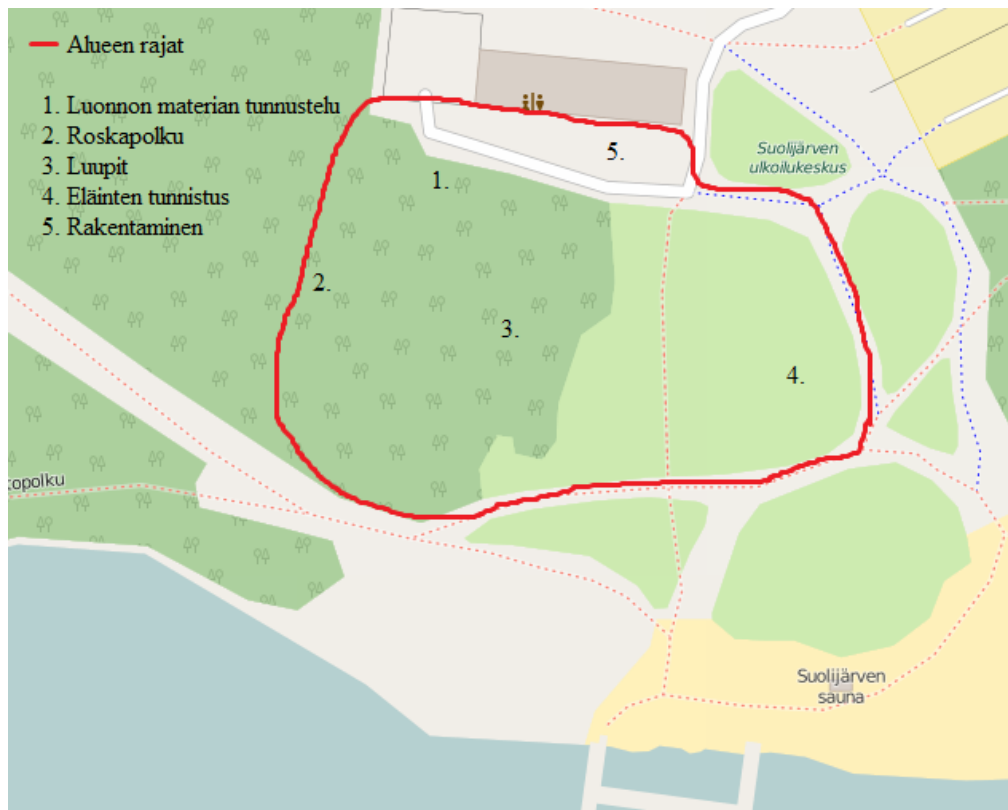 Alueen rajat
1. Luonnon materian tunnustelu
2. Roskapolku
3. Luupit
4. Eläinten tunnistus
5. Rakentaminen
5.
Suolijärven
ulkoilukeskus
1.
2.
3.
4.
topolku
Suolijärven
sauna